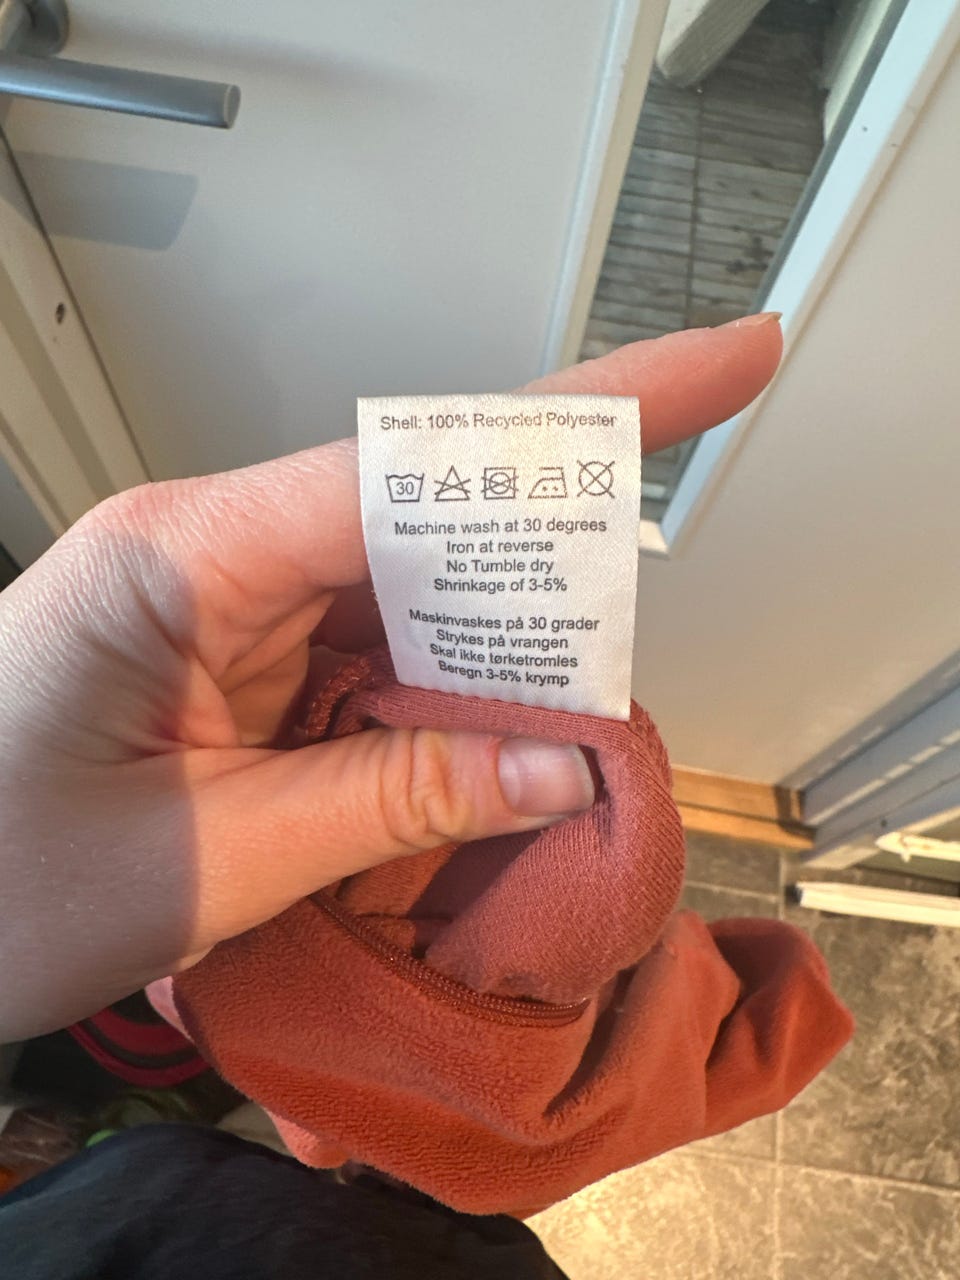 Shell: 100% Recycled Polyester
30
Machine wash at 30 degrees
Iron at reverse
No Tumble dry
Shrinkage of 3-5%
Maskinvaskes på 30 grader
Strykes på vrangen
Skal ikke tørketromles
Beregn 3-5% krymp